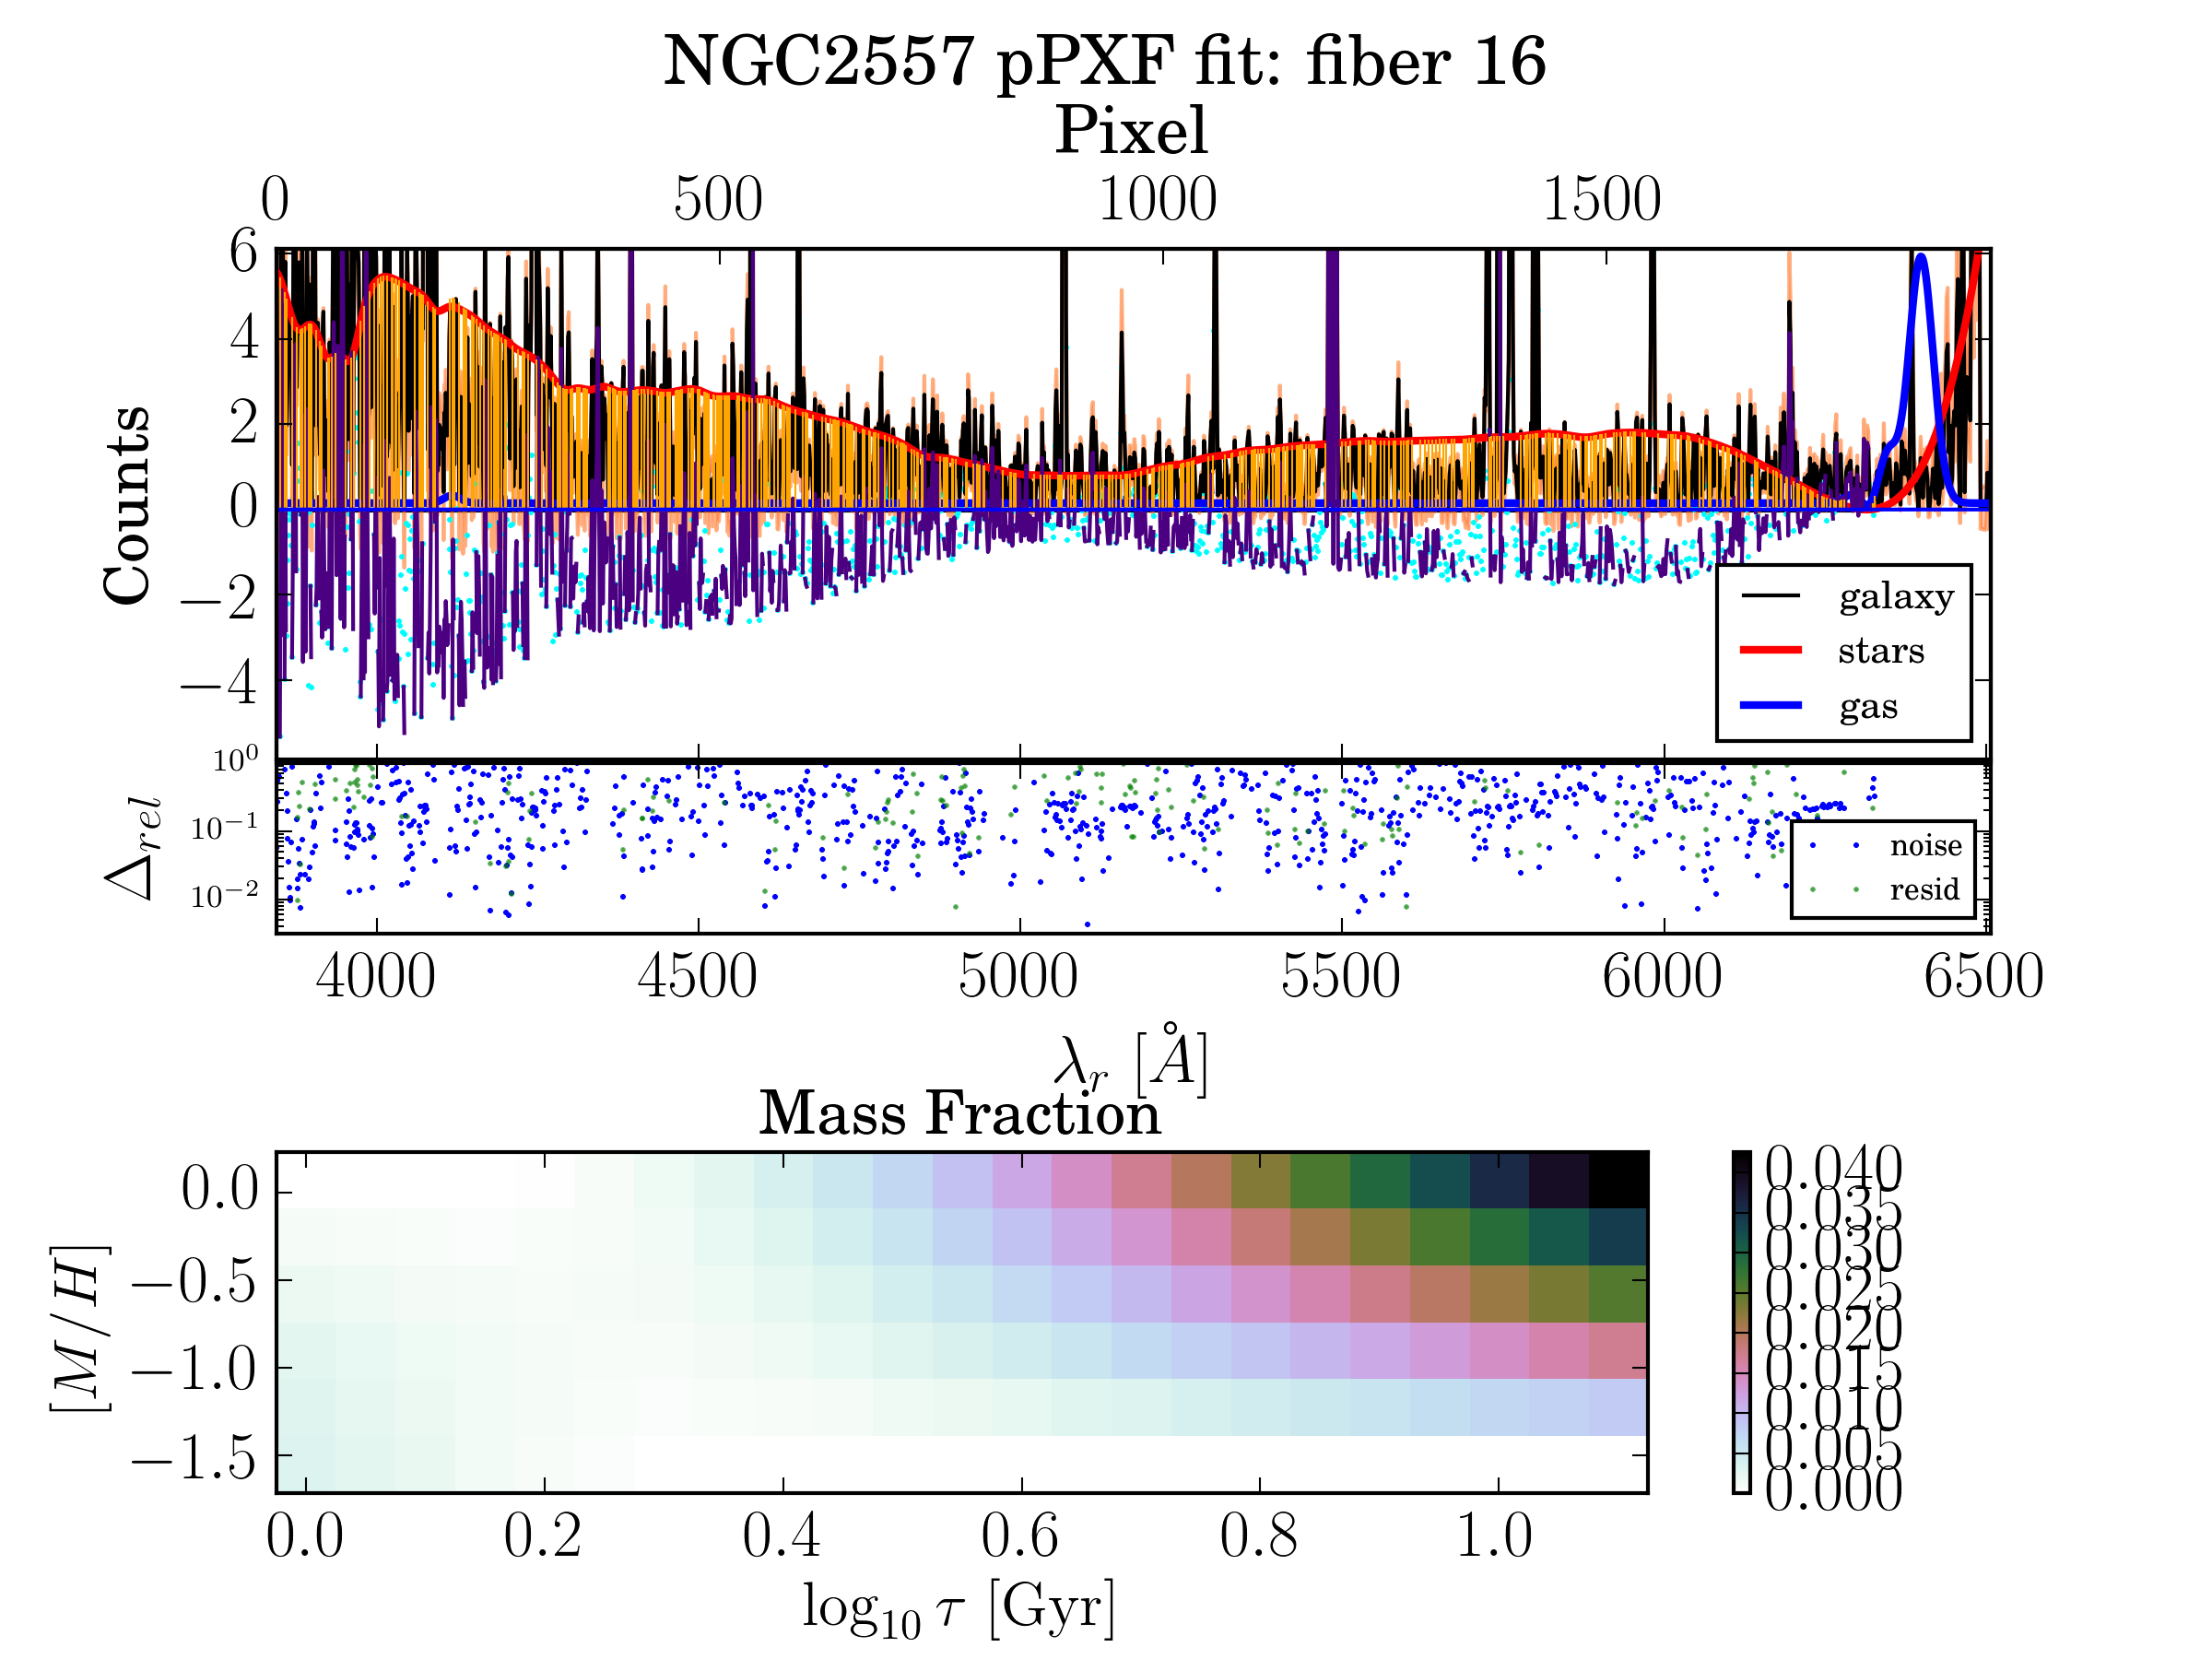 NGC2557 pPXF fit: fiber 16
Pixel
0 500 1000 1500
6
4
2
0
−2
−4
Counts
galaxy
stars
gas
10^0
10^−1
10^−2
Δ_rel
noise
resid
4000 4500 5000 5500 6000 6500
λ_r [Å]
Mass Fraction
0.0
−0.5
−1.0
−1.5
[M/H]
0.0 0.2 0.4 0.6 0.8 1.0
log_10 τ [Gyr]
0.040
0.035
0.030
0.025
0.020
0.015
0.010
0.005
0.000